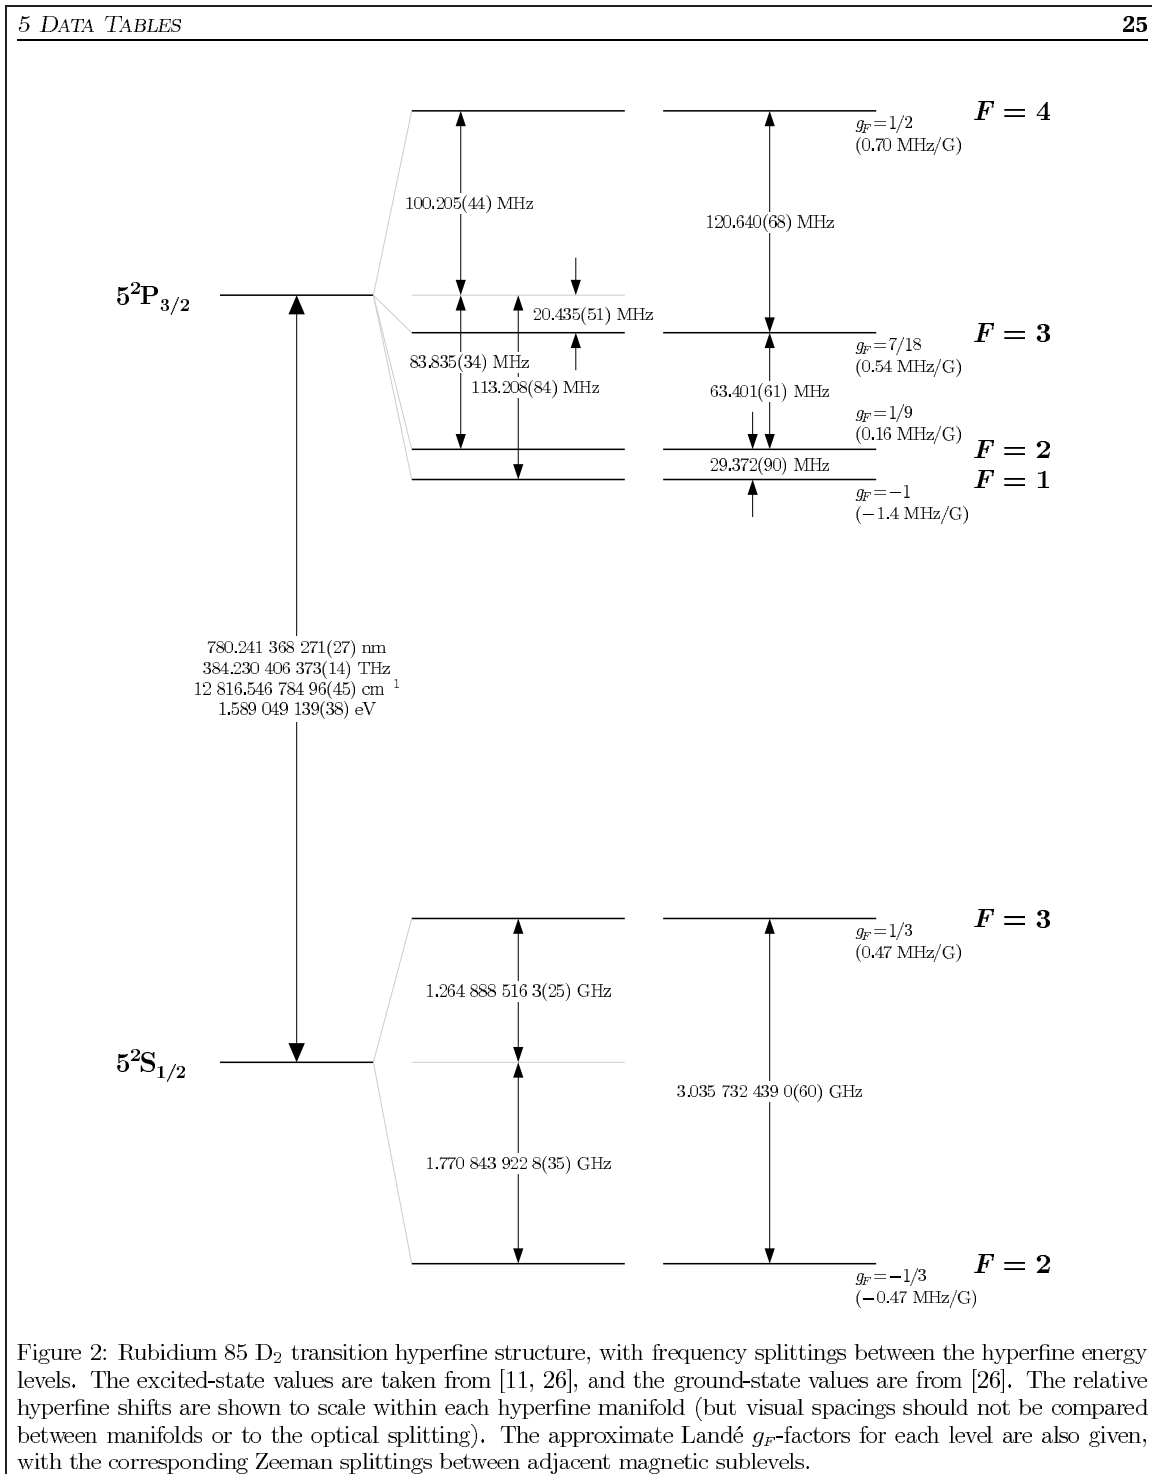 5 DATA TABLES 25
F = 4
g_F = 1/2
(0.70 MHz/G)
100.205(44) MHz
120.640(68) MHz
5²P₃/₂
20.435(51) MHz
F = 3
g_F = 7/18
(0.54 MHz/G)
83.835(34) MHz
113.208(84) MHz
63.401(61) MHz
g_F = 1/9
(0.16 MHz/G)
F = 2
29.372(90) MHz
F = 1
g_F = −1
(−1.4 MHz/G)
780.241 368 271(27) nm
384.230 406 373(14) THz
12 816.546 784 96(45) cm ¹
1.589 049 139(38) eV
F = 3
g_F = 1/3
(0.47 MHz/G)
1.264 888 516 3(25) GHz
5²S₁/₂
3.035 732 439 0(60) GHz
1.770 843 922 8(35) GHz
F = 2
g_F = −1/3
(−0.47 MHz/G)
Figure 2: Rubidium 85 D₂ transition hyperfine structure, with frequency splittings between the hyperfine energy
levels. The excited-state values are taken from [11, 26], and the ground-state values are from [26]. The relative
hyperfine shifts are shown to scale within each hyperfine manifold (but visual spacings should not be compared
between manifolds or to the optical splitting). The approximate Landé g_F-factors for each level are also given,
with the corresponding Zeeman splittings between adjacent magnetic sublevels.